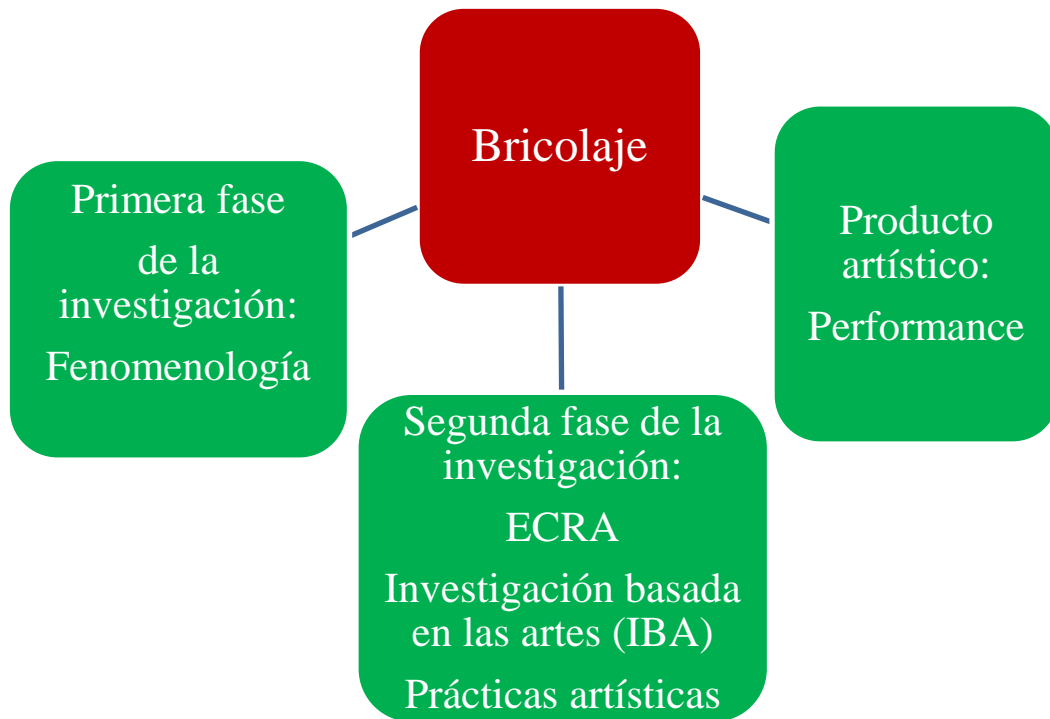 Bricolaje
Primera fase
de la
investigación:
Fenomenología
Segunda fase de la
investigación:
ECRA
Investigación basada
en las artes (IBA)
Prácticas artísticas
Producto
artístico:
Performance